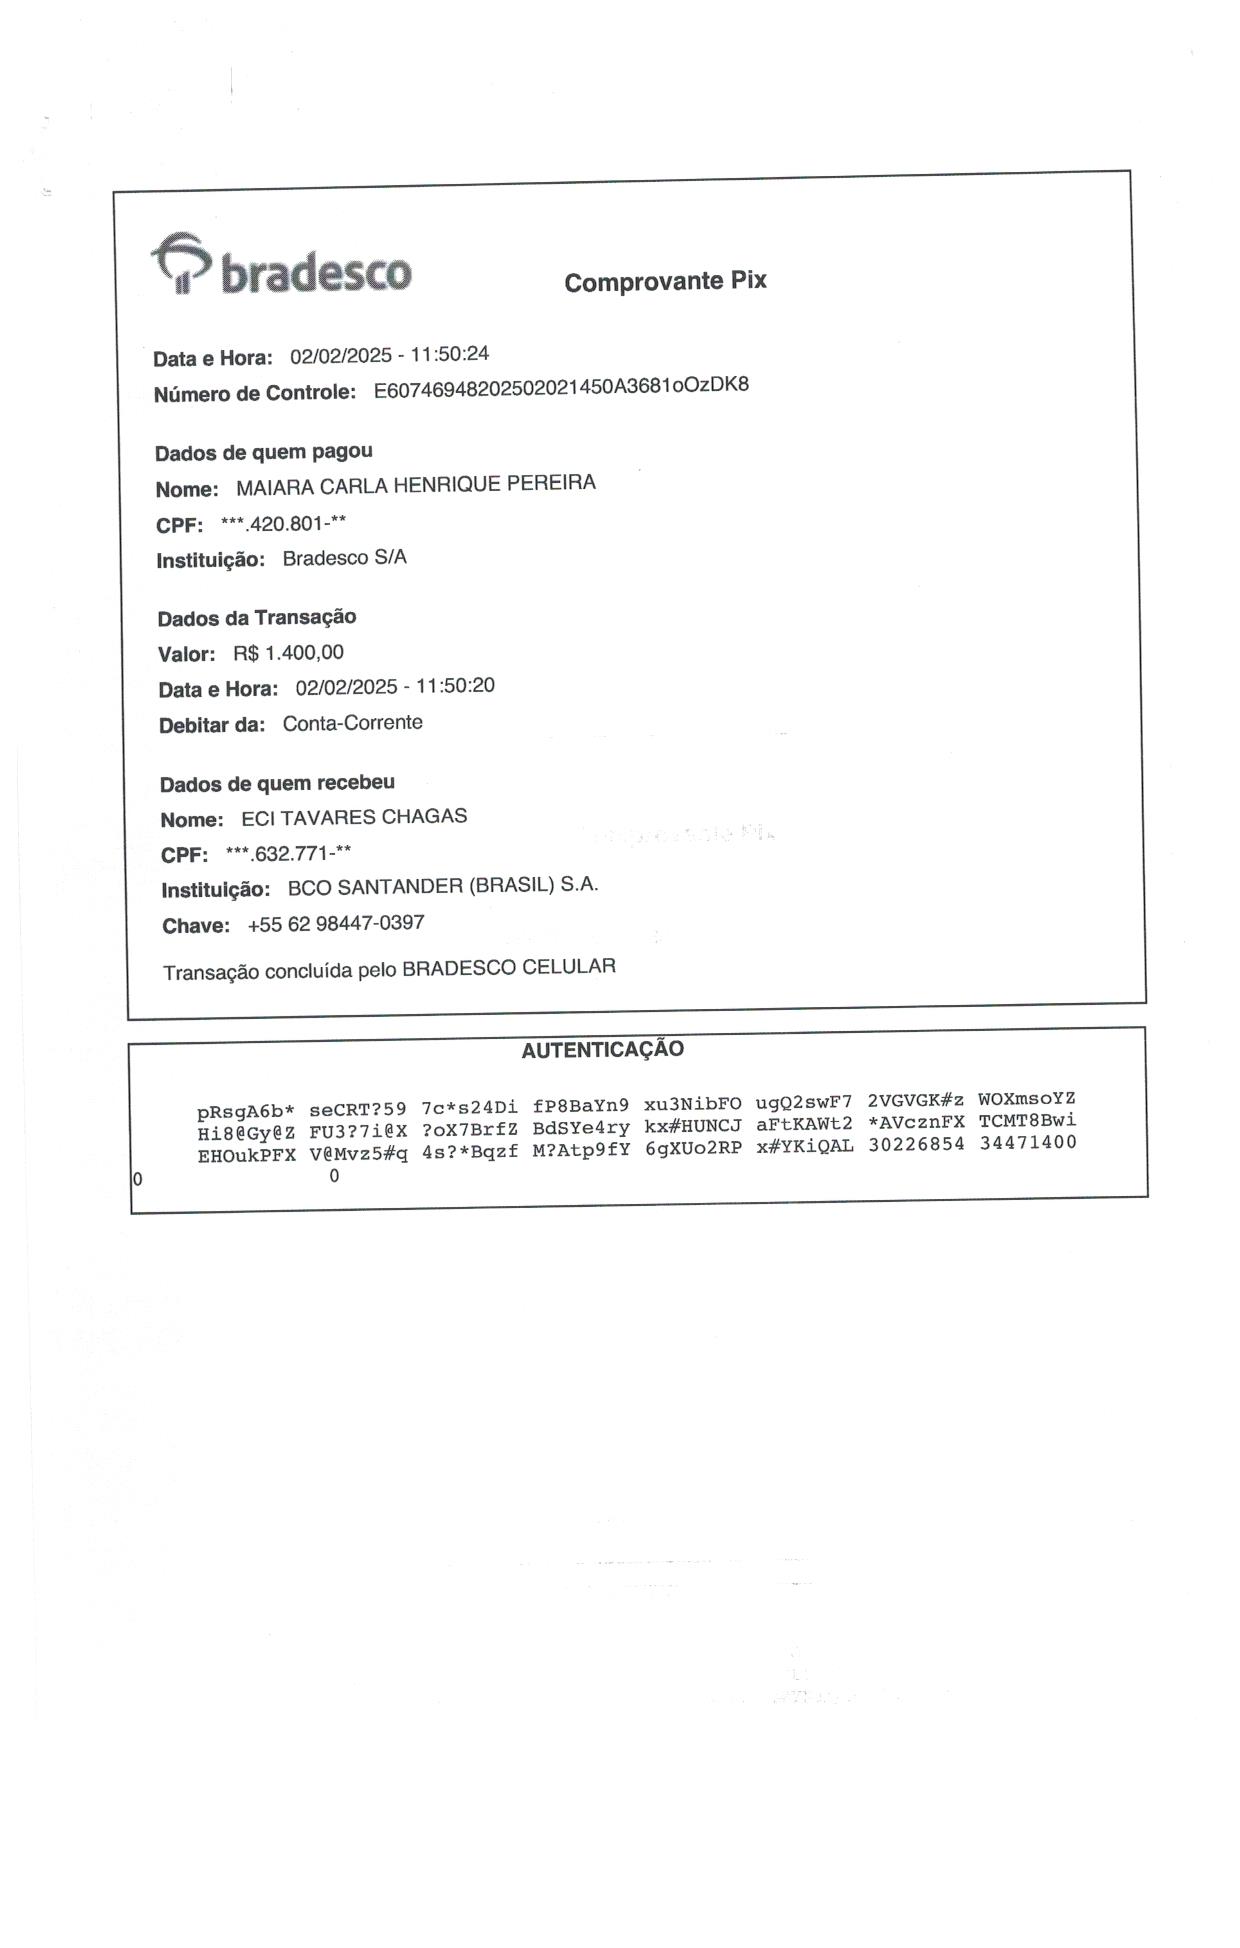 bradesco
Comprovante Pix
Data e Hora: 02/02/2025 - 11:50:24
Número de Controle: E60746948202502021450A3681oOzDK8
Dados de quem pagou
Nome: MAIARA CARLA HENRIQUE PEREIRA
CPF: ***.420.801-**
Instituição: Bradesco S/A
Dados da Transação
Valor: R$ 1.400,00
Data e Hora: 02/02/2025 - 11:50:20
Debitar da: Conta-Corrente
Dados de quem recebeu
Nome: ECI TAVARES CHAGAS
CPF: ***.632.771-**
Instituição: BCO SANTANDER (BRASIL) S.A.
Chave: +55 62 98447-0397
Transação concluída pelo BRADESCO CELULAR
AUTENTICAÇÃO
pRsgA6b* seCRT?59 7c*s24Di fP8BaYn9 xu3NibFO ugQ2swF7 2VGVGK#z WOXmsoYZ
Hi8@Gy@Z FU3?7i@X ?oX7BrfZ BdSYe4ry kx#HUNCJ aFtKAWt2 *AVcznFX TCMT8Bwi
EHOukPFX V@Mvz5#q 4s?*Bqzf M?Atp9fY 6gXUo2RP x#YKiQAL 30226854 34471400
0 0